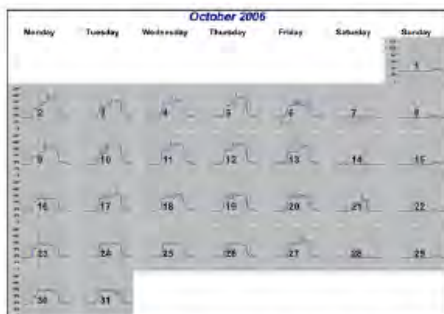 October 2006
Monday Tuesday Wednesday Thursday Friday Saturday Sunday
1
2 3 4 5 6 7 8
9 10 11 12 13 14 15
16 17 18 19 20 21 22
23 24 25 26 27 28 29
30 31